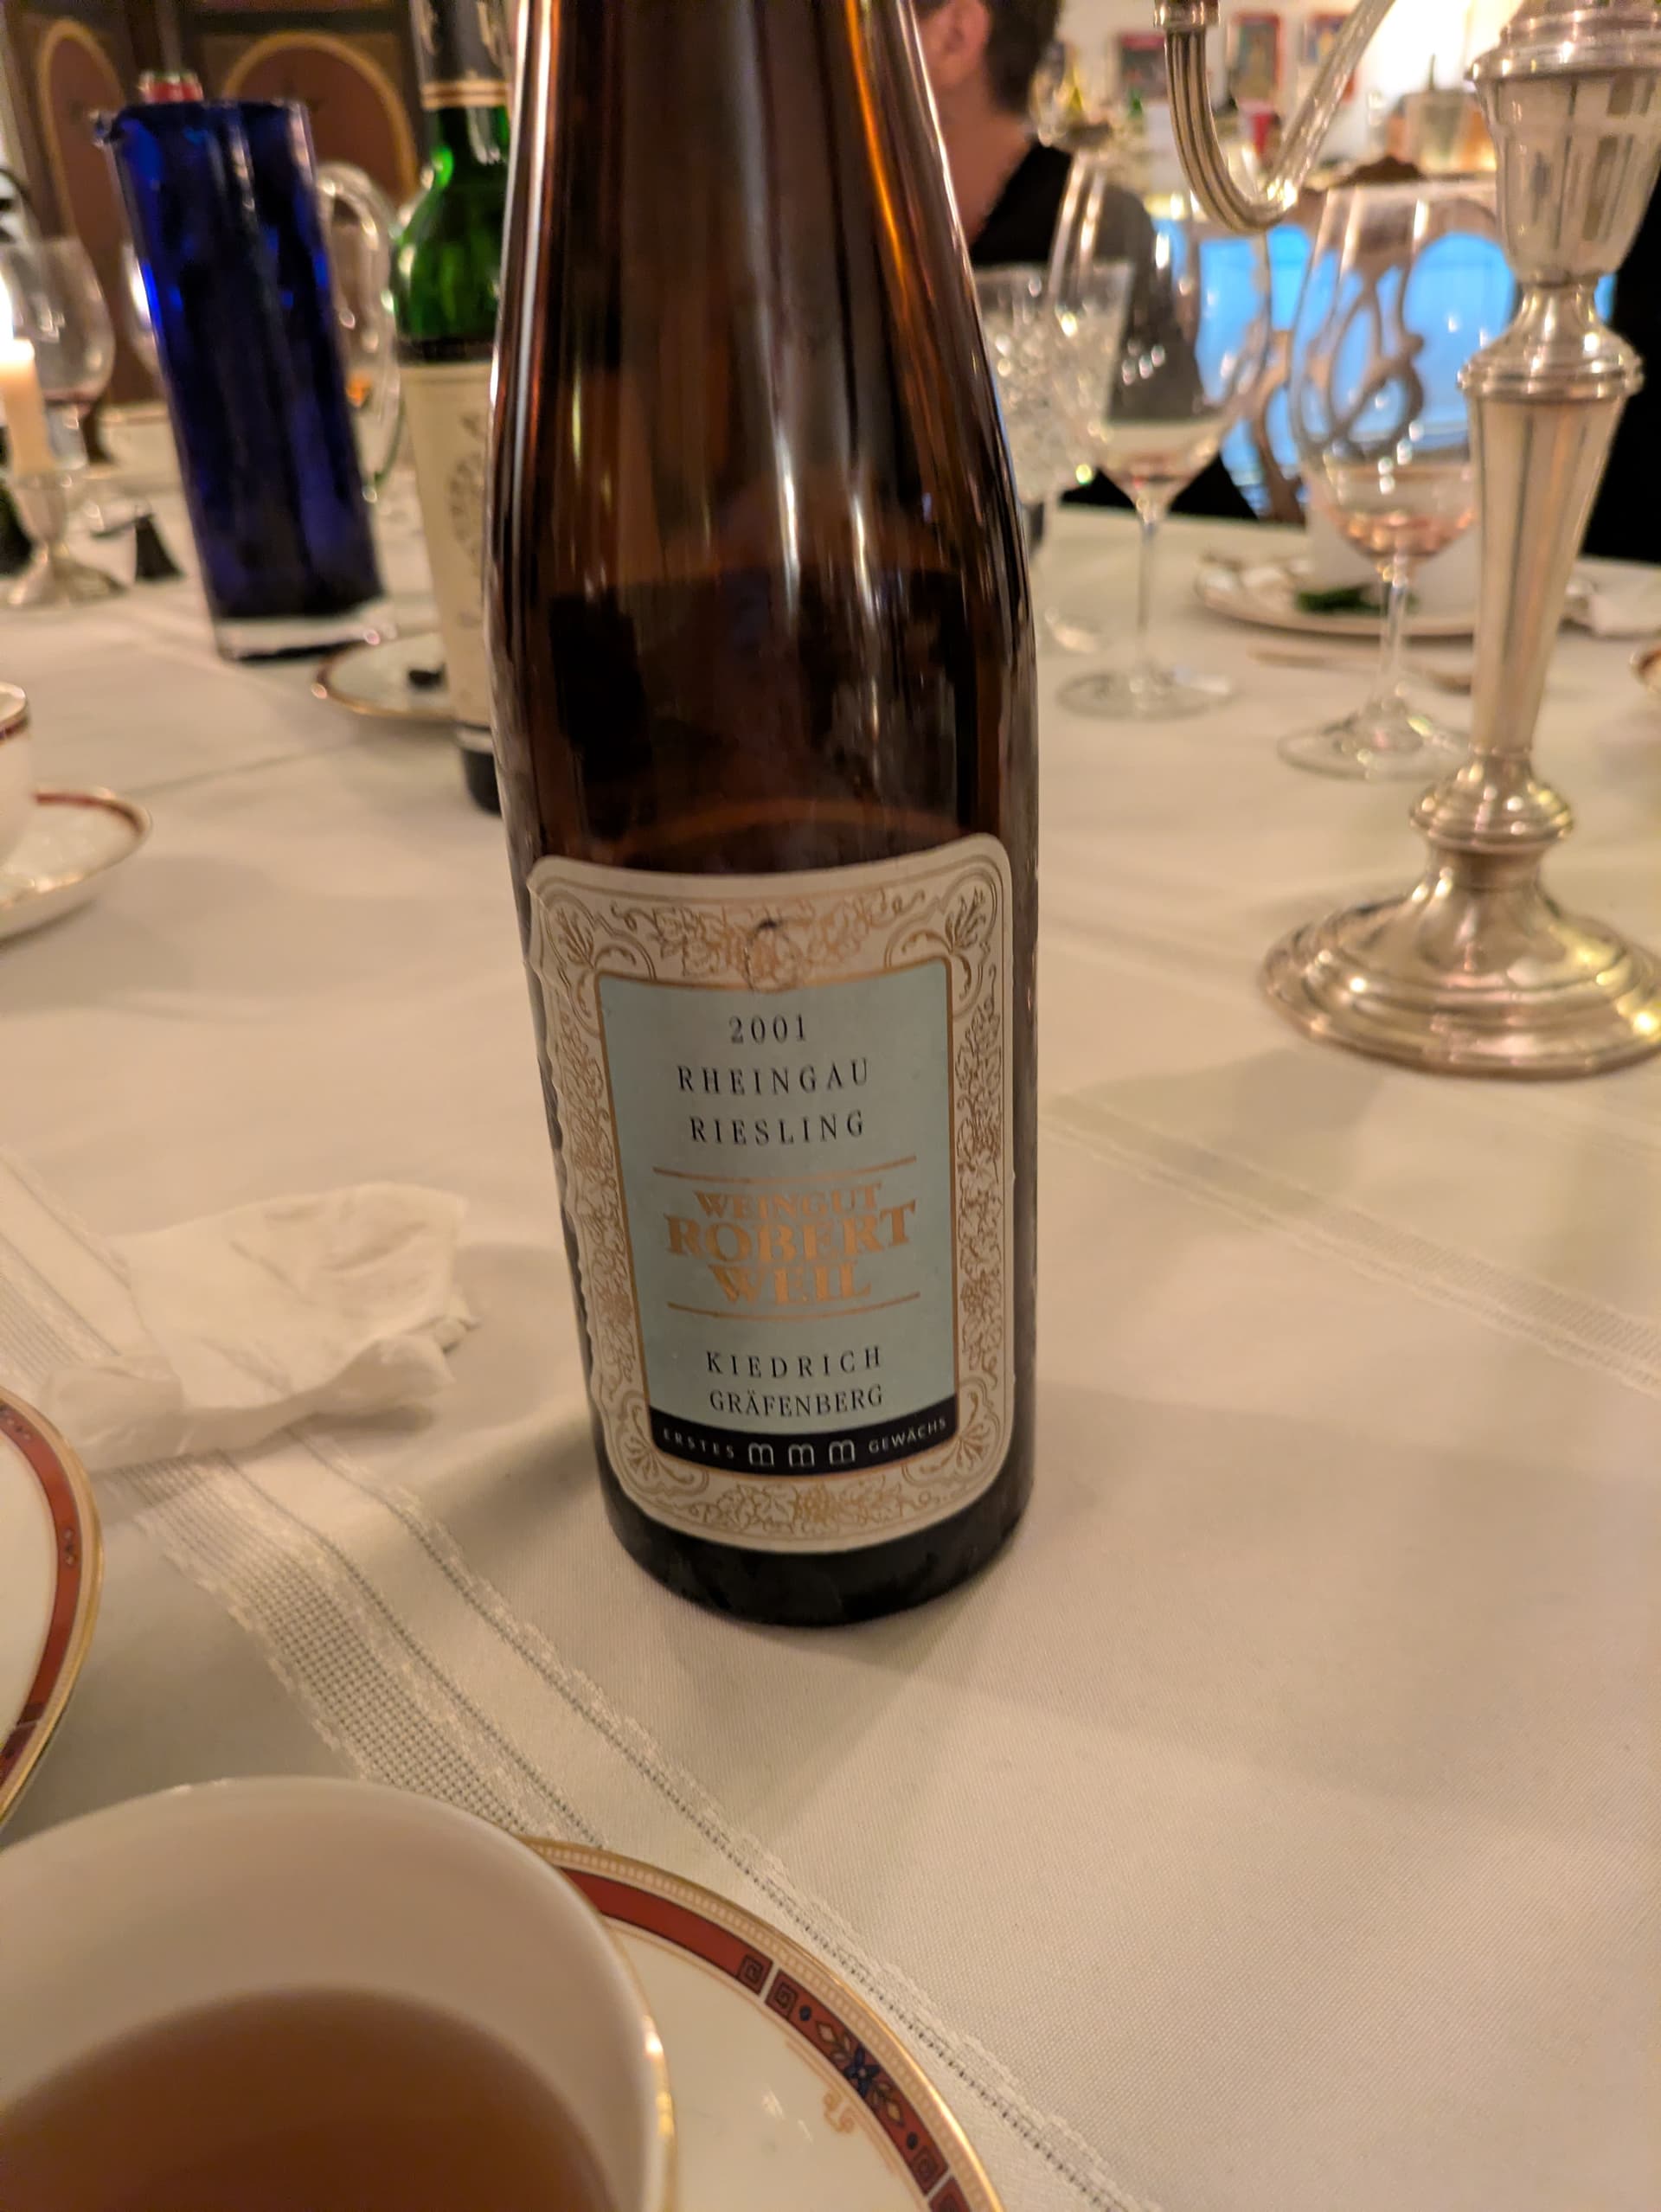 2001
RHEINGAU
RIESLING
WEINGUT
ROBERT
WEIL
KIEDRICH
GRÄFENBERG
ERSTES GEWÄCHS